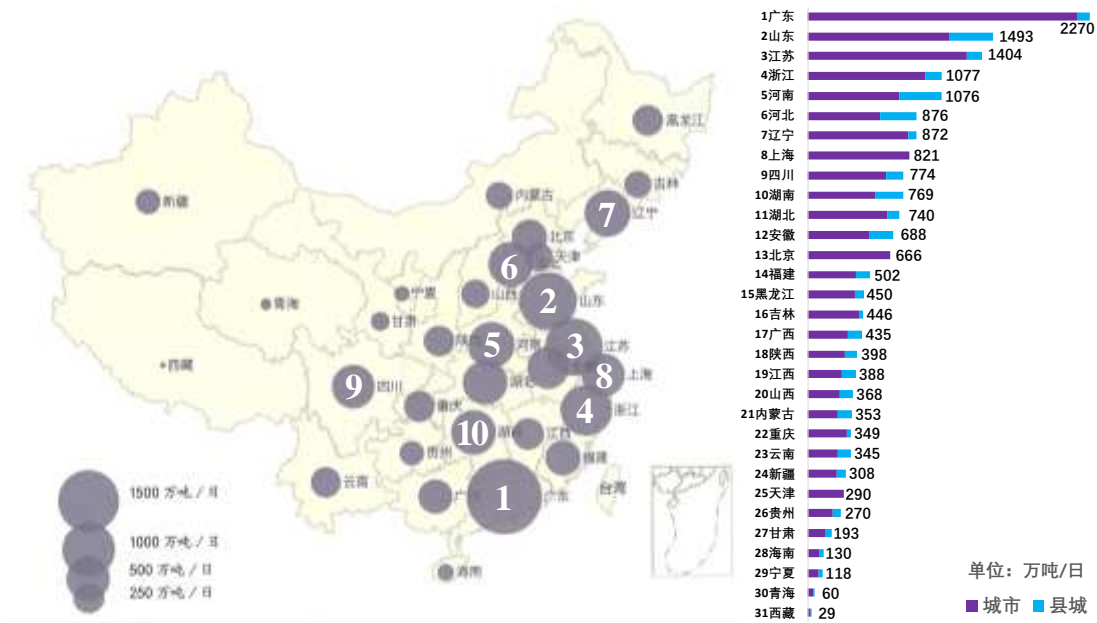 黑龙江
吉林
新疆
内蒙古
7
辽宁
北京
天津
6
宁夏
山西
2
山东
青海
甘肃
陕
5
河南
3
江苏
西藏
湖北
8
上海
9
四川
重庆
4
浙江
10
湖南
江西
贵州
福建
云南
广
1
广东
台湾
海南
1500 万吨/日
1000 万吨/日
500 万吨/日
250 万吨/日
1广东 2270
2山东 1493
3江苏 1404
4浙江 1077
5河南 1076
6河北 876
7辽宁 872
8上海 821
9四川 774
10湖南 769
11湖北 740
12安徽 688
13北京 666
14福建 502
15黑龙江 450
16吉林 446
17广西 435
18陕西 398
19江西 388
20山西 368
21内蒙古 353
22重庆 349
23云南 345
24新疆 308
25天津 290
26贵州 270
27甘肃 193
28海南 130
29宁夏 118
30青海 60
31西藏 29
单位：万吨/日
城市 县城